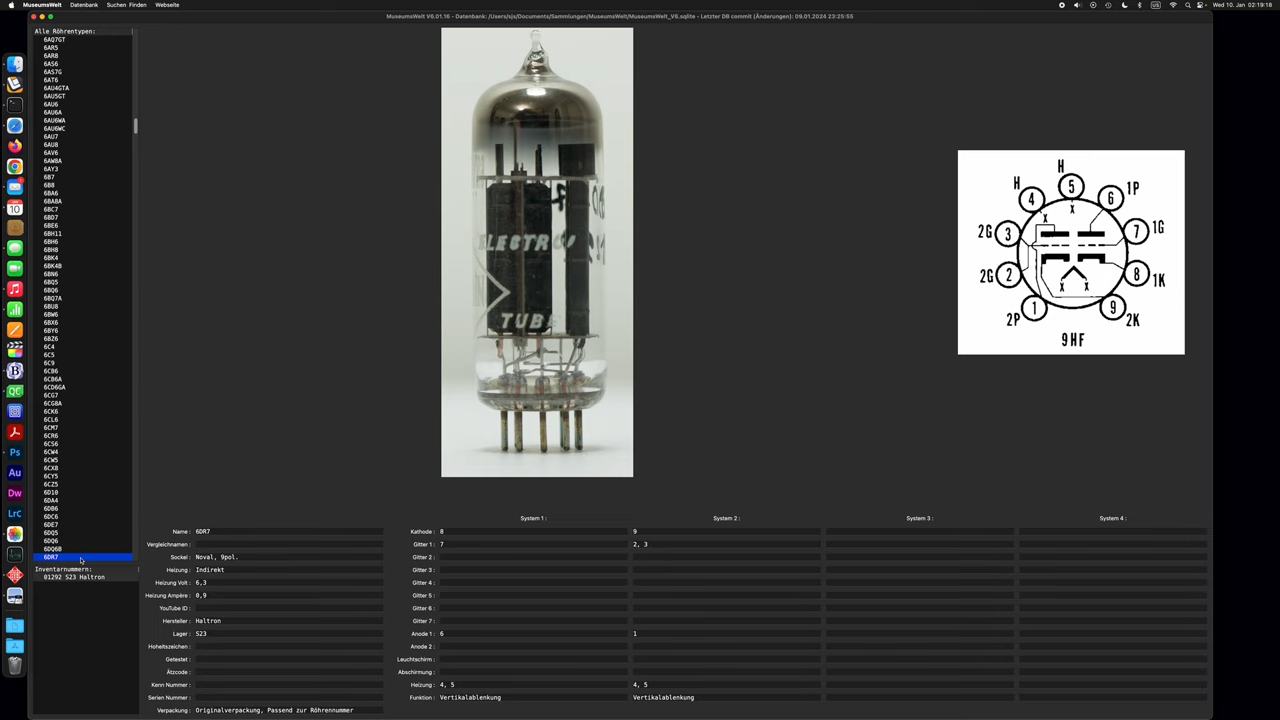 MuseumsWelt Datenbank Suchen Finden Webseite
Wed 10. Jan 02:19:18
MuseumsWelt V6.01.16 - Datenbank: /Users/sjs/Documents/Sammlungen/MuseumsWelt/MuseumsWelt_V6.sqlite - Letzter DB commit (Änderungen): 09.01.2024 23:25:55
Alle Röhrentypen:
6AQ7GT
6AR5
6AR8
6AS6
6AS7G
6AT6
6AU4GTA
6AU5GT
6AU6
6AU6A
6AU6WA
6AU6WC
6AU7
6AU8
6AV6
6AW8A
6AY3
6B7
6B8
6BA6
6BA8A
6BC7
6BD7
6BE6
6BH11
6BH6
6BH8
6BK4
6BK4B
6BN6
6BQ5
6BQ6
6BQ7A
6BU8
6BW6
6BX6
6BY6
6BZ6
6C4
6C5
6C9
6CB6
6CB6A
6CD6GA
6CG7
6CG8A
6CK6
6CL6
6CM7
6CR6
6CS6
6CW4
6CW5
6CX8
6CY5
6CZ5
6D10
6DA4
6DB6
6DC6
6DE7
6DQ5
6DQ6
6DQ6B
6DR7
Inventarnummern:
01292 S23 Haltron
ELECTRON
TUBE
H
H
5
4
6
1P
2G
3
7
1G
2G
2
8
1K
2P
1
9
2K
X
X
X
X
9HF
System 1 :
System 2 :
System 3 :
System 4 :
Name : 6DR7
Vergleichnamen :
Sockel : Noval, 9pol.
Heizung : Indirekt
Heizung Volt : 6,3
Heizung Ampère : 0,9
YouTube ID :
Hersteller : Haltron
Lager : S23
Hoheitszeichen :
Getestet :
Ätzcode :
Kenn Nummer :
Serien Nummer :
Verpackung : Originalverpackung, Passend zur Röhrennummer
Kathode : 8 9
Gitter 1 : 7 2, 3
Gitter 2 :
Gitter 3 :
Gitter 4 :
Gitter 5 :
Gitter 6 :
Gitter 7 :
Anode 1 : 6 1
Anode 2 :
Leuchtschirm :
Abschirmung :
Heizung : 4, 5 4, 5
Funktion : Vertikalablenkung Vertikalablenkung